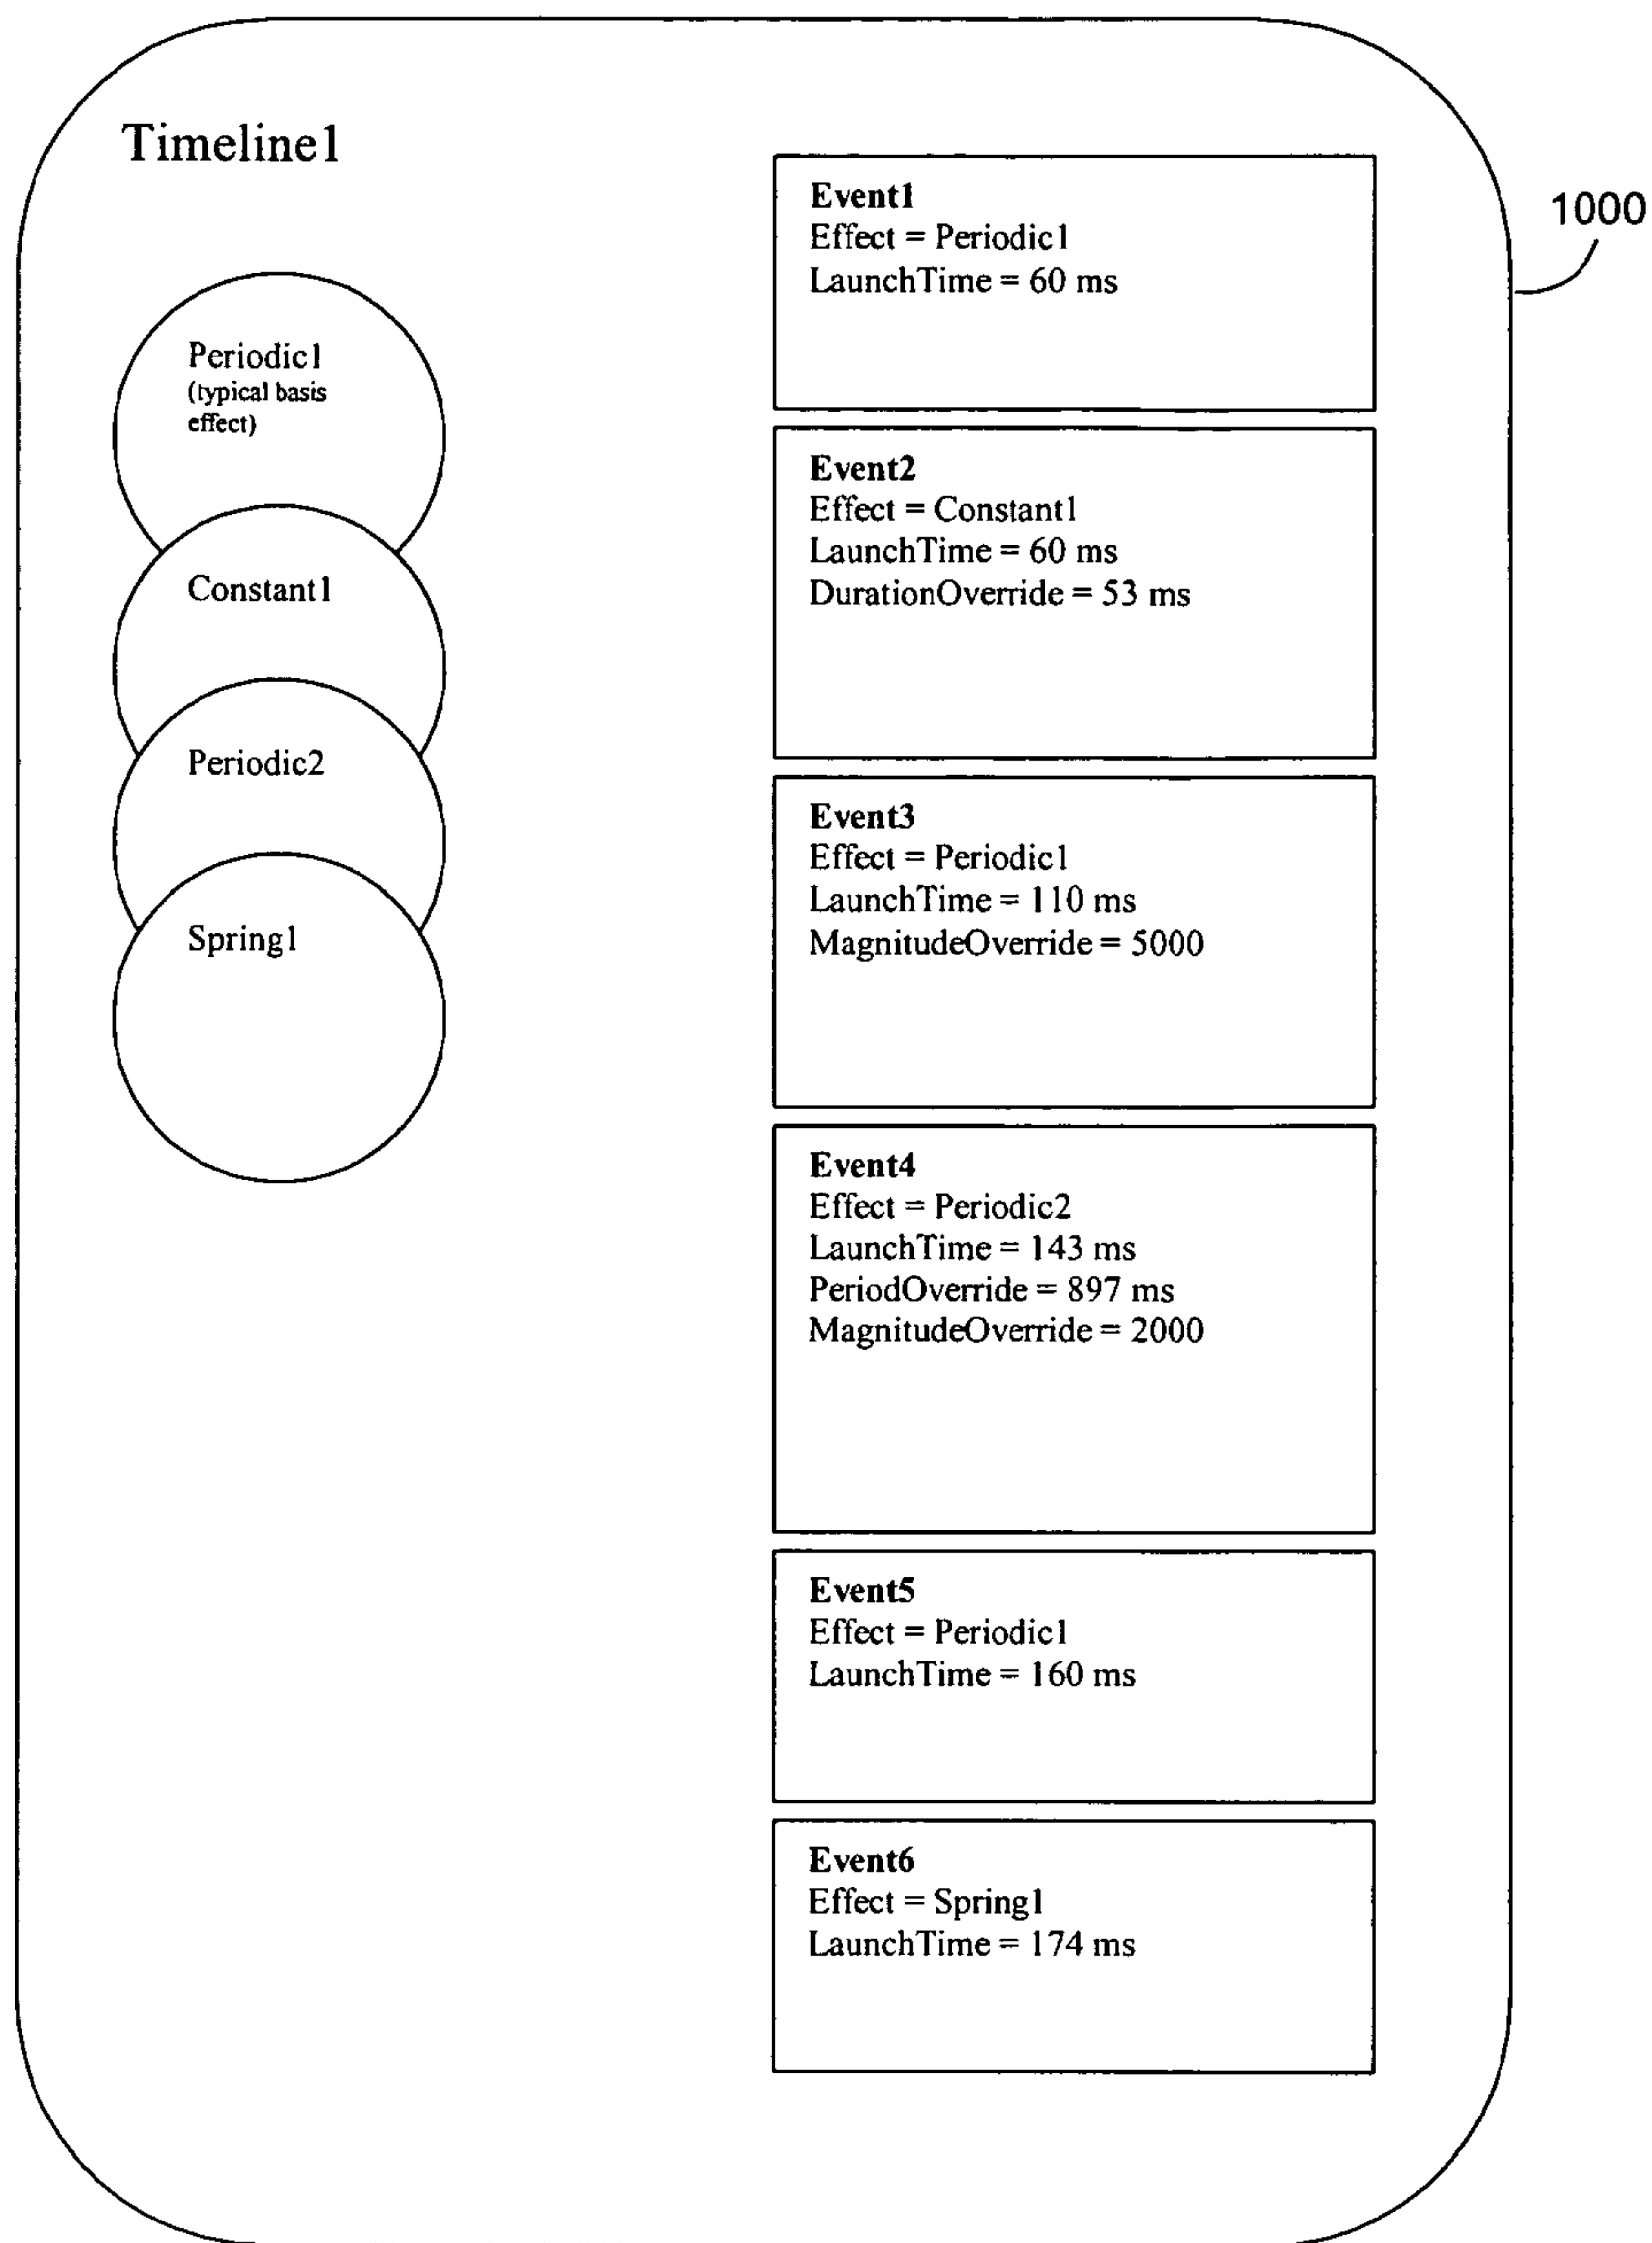 Timeline1
1000
Periodic1
(typical basis
effect)
Constant1
Periodic2
Spring1
Event1
Effect = Periodic1
LaunchTime = 60 ms
Event2
Effect = Constant1
LaunchTime = 60 ms
DurationOverride = 53 ms
Event3
Effect = Periodic1
LaunchTime = 110 ms
MagnitudeOverride = 5000
Event4
Effect = Periodic2
LaunchTime = 143 ms
PeriodOverride = 897 ms
MagnitudeOverride = 2000
Event5
Effect = Periodic1
LaunchTime = 160 ms
Event6
Effect = Spring1
LaunchTime = 174 ms